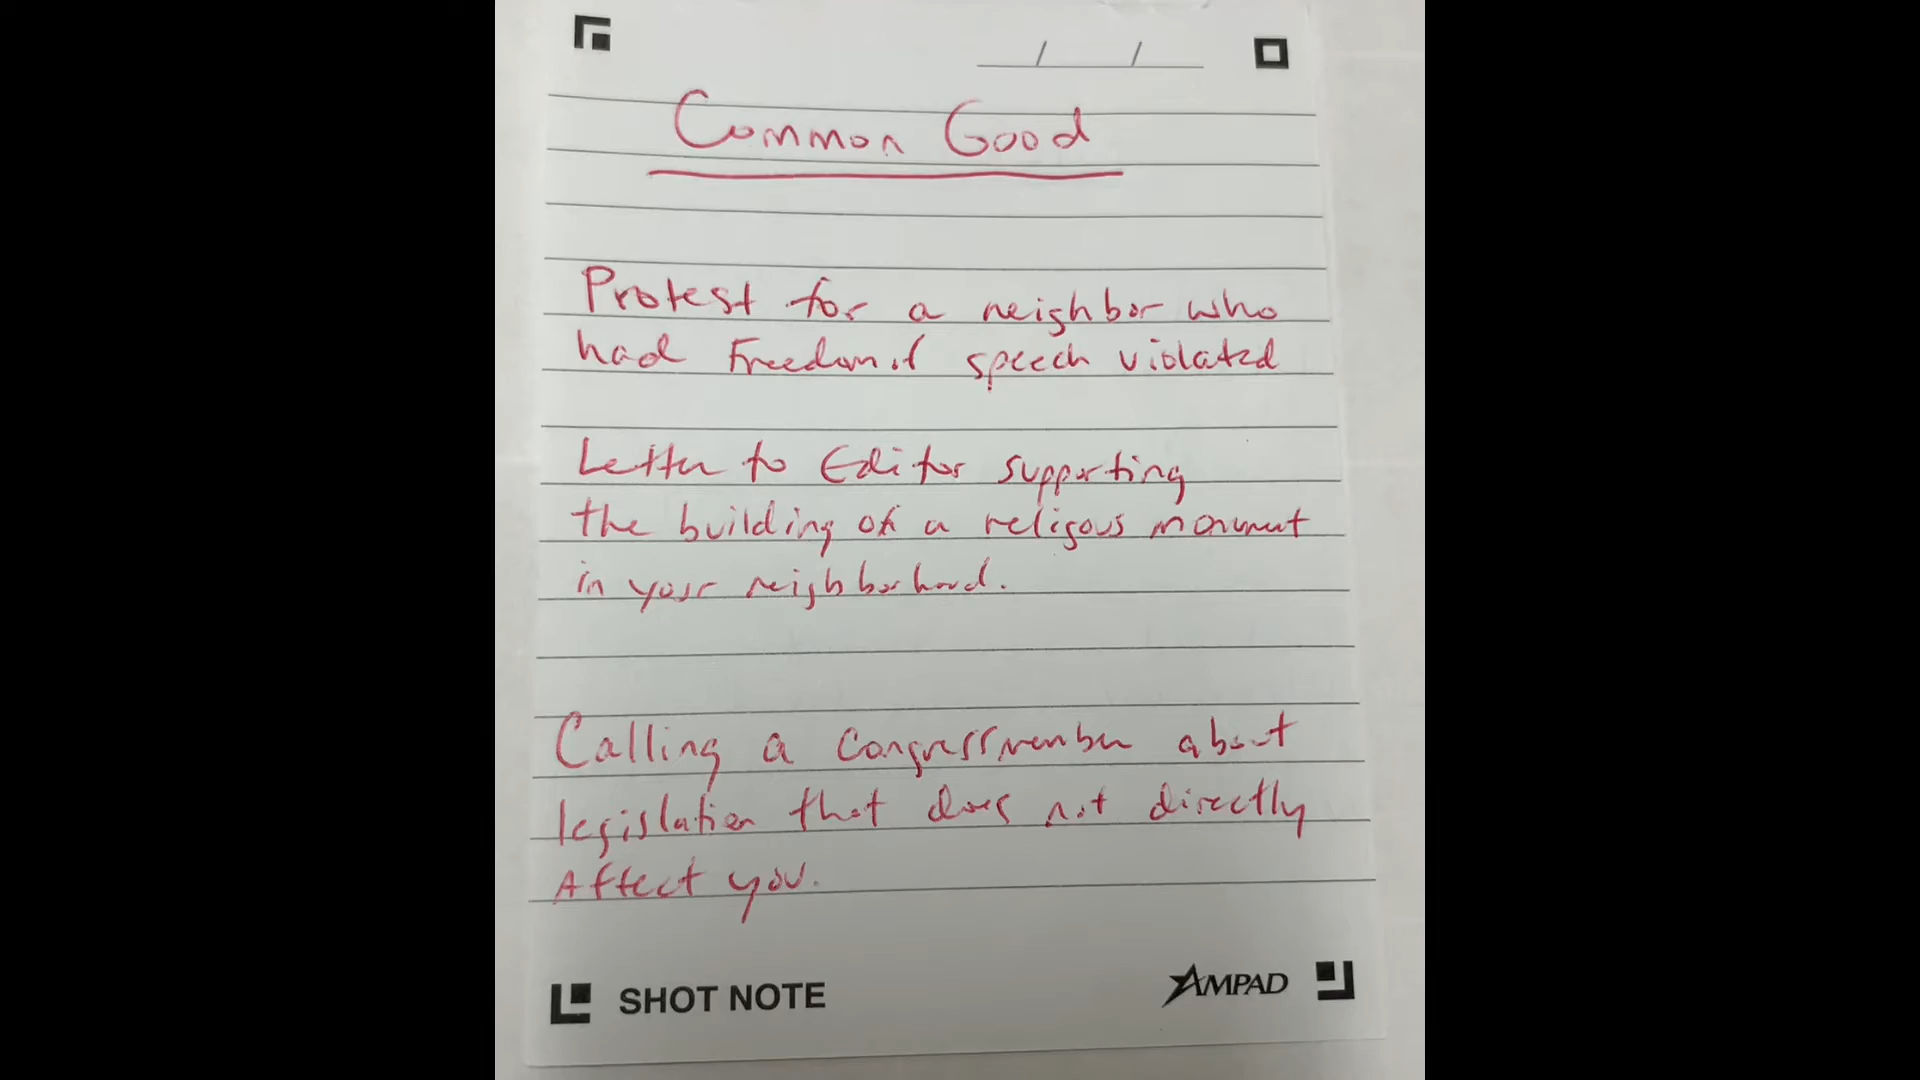 / /
Common Good
Protest for a neighbor who
had Freedom of speech violated
Letter to Editor supporting
the building of a religous monument
in your neighborhood.
Calling a Congressmember about
legislation that does not directly
Affect you.
SHOT NOTE
AMPAD